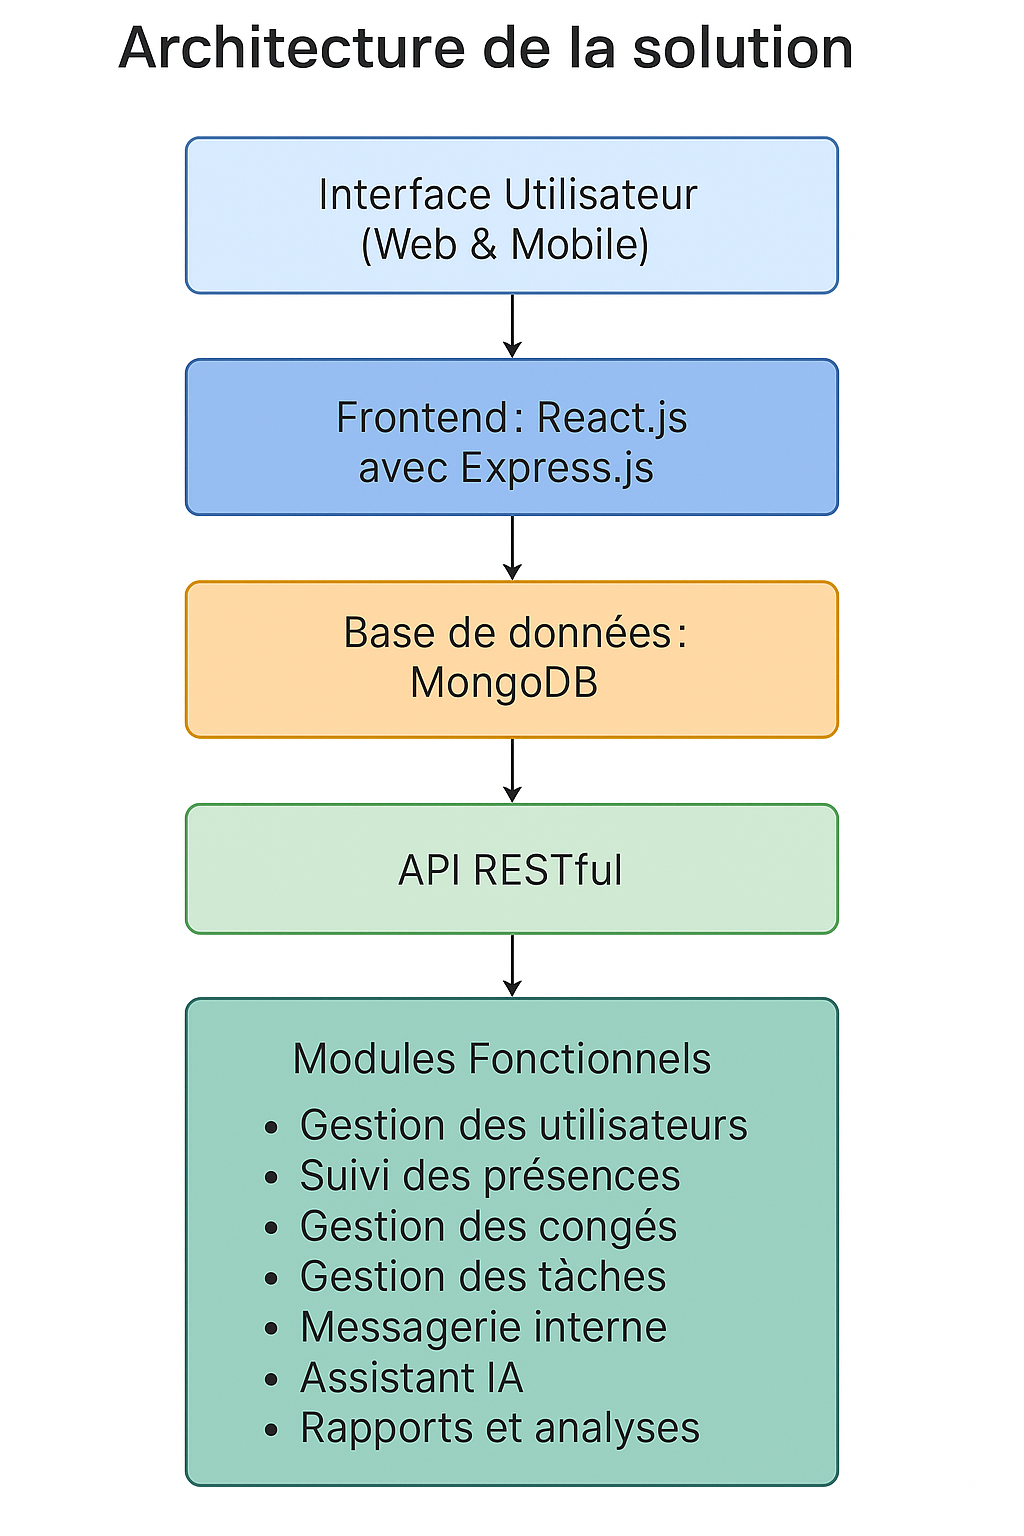 Architecture de la solution
Interface Utilisateur
(Web & Mobile)
Frontend : React.js
avec Express.js
Base de données :
MongoDB
API RESTful
Modules Fonctionnels
• Gestion des utilisateurs
• Suivi des présences
• Gestion des congés
• Gestion des tàches
• Messagerie interne
• Assistant IA
• Rapports et analyses